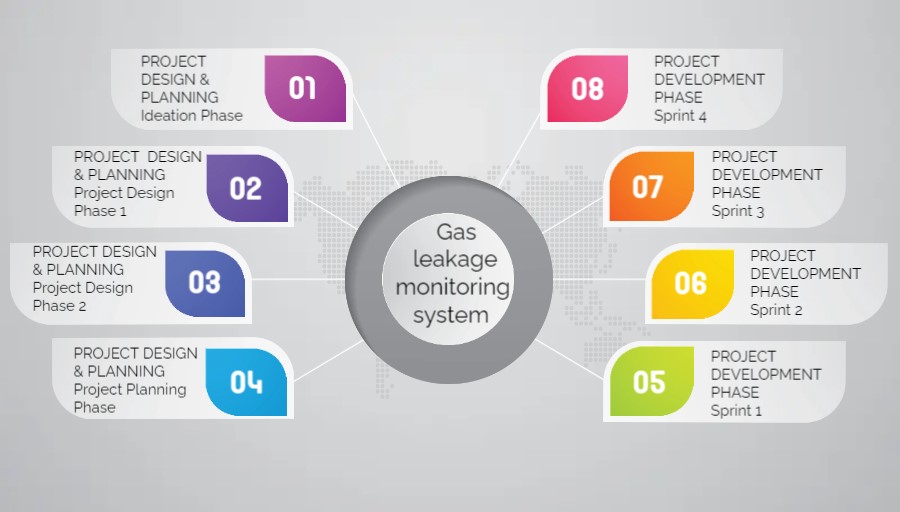 PROJECT
DESIGN &
PLANNING
Ideation Phase
01
PROJECT DESIGN
& PLANNING
Project Design
Phase 1
02
PROJECT DESIGN
& PLANNING
Project Design
Phase 2
03
PROJECT DESIGN
& PLANNING
Project Planning
Phase
04
Gas
leakage
monitoring
system
05
PROJECT
DEVELOPMENT
PHASE
Sprint 1
06
PROJECT
DEVELOPMENT
PHASE
Sprint 2
07
PROJECT
DEVELOPMENT
PHASE
Sprint 3
08
PROJECT
DEVELOPMENT
PHASE
Sprint 4